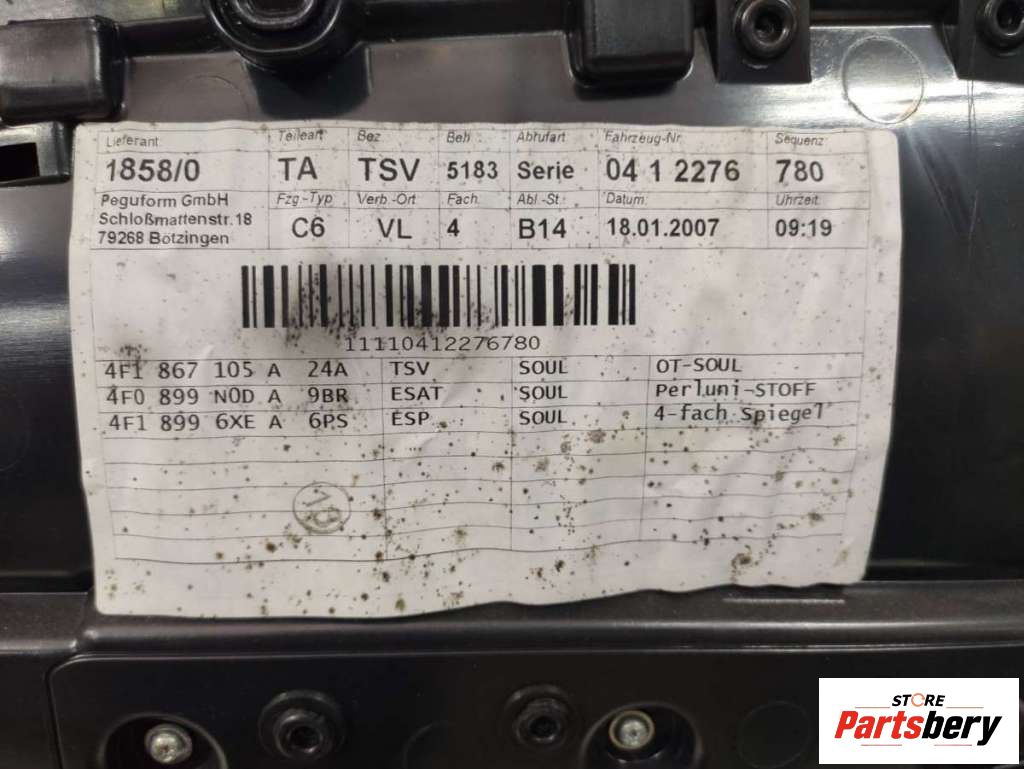 Lieferant Teileart Bez Beh Abrufart Fahrzeug-Nr. Sequenz
1858/0 TA TSV 5183 Serie 04 1 2276 780
Peguform GmbH Fzg.-Typ Verb.-Ort Fach. Abl.-St. Datum: Uhrzeit
Schloßmattenstr.18
79268 Bötzingen C6 VL 4 B14 18.01.2007 09:19
11110412276780
4F1 867 105 A 24A TSV SOUL OT-SOUL
4F0 899 N0D A 9BR ESAT SOUL Perluni-STOFF
4F1 899 6XE A 6PS ESP SOUL 4-fach Spiegel
STORE
Partsbery